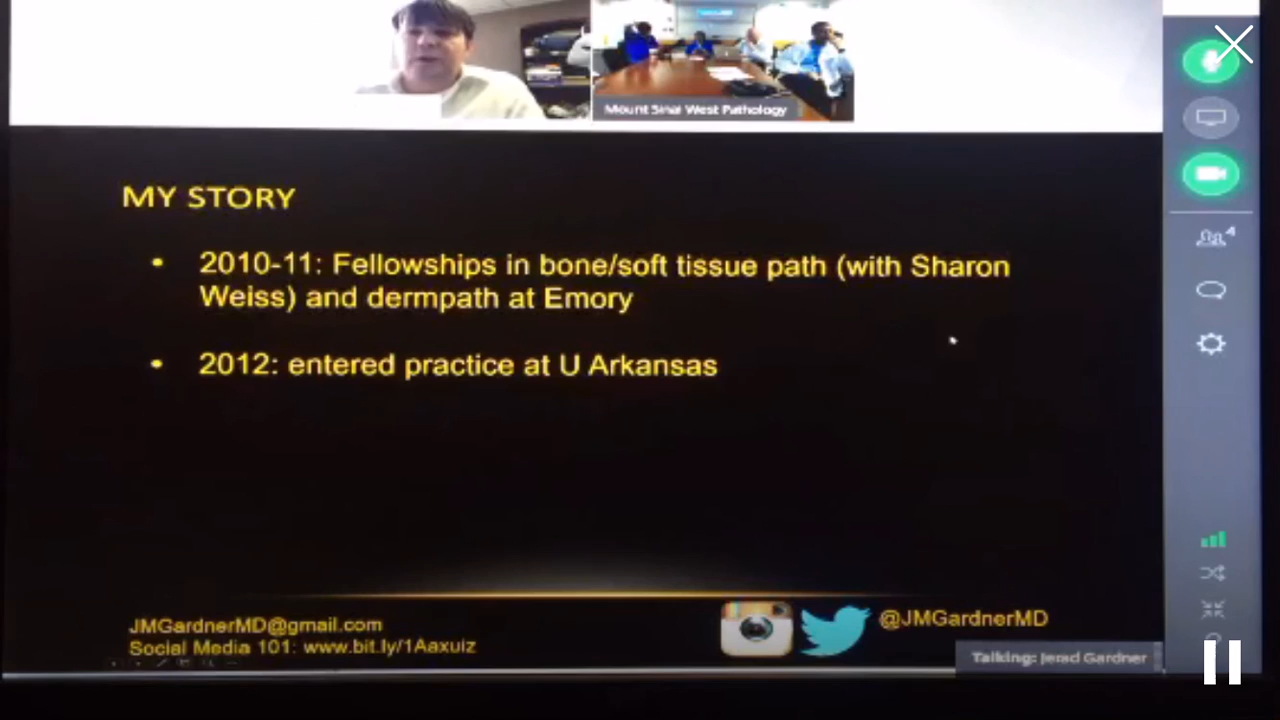 Mount Sinai West Pathology
MY STORY
• 2010-11: Fellowships in bone/soft tissue path (with Sharon
Weiss) and dermpath at Emory
• 2012: entered practice at U Arkansas
JMGardnerMD@gmail.com
Social Media 101: www.bit.ly/1Aaxuiz
@JMGardnerMD
Talking: Jerad Gardner
4